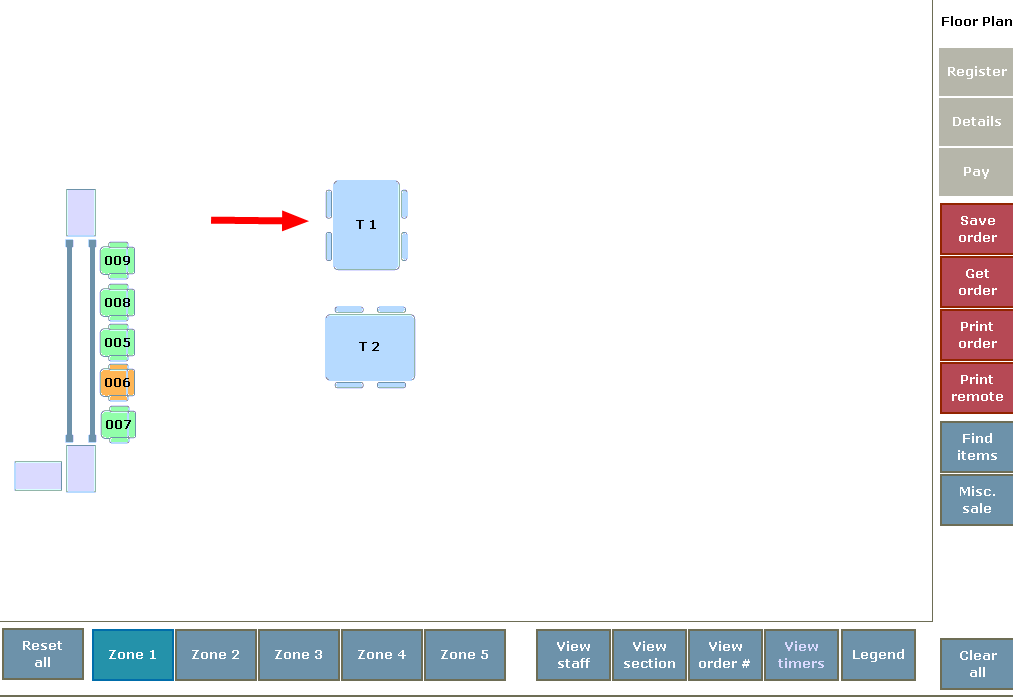 Floor Plan
Register
Details
Pay
Save
order
Get
order
Print
order
Print
remote
Find
items
Misc.
sale
T 1
T 2
009
008
005
006
007
Reset
all
Zone 1
Zone 2
Zone 3
Zone 4
Zone 5
View
staff
View
section
View
order #
View
timers
Legend
Clear
all